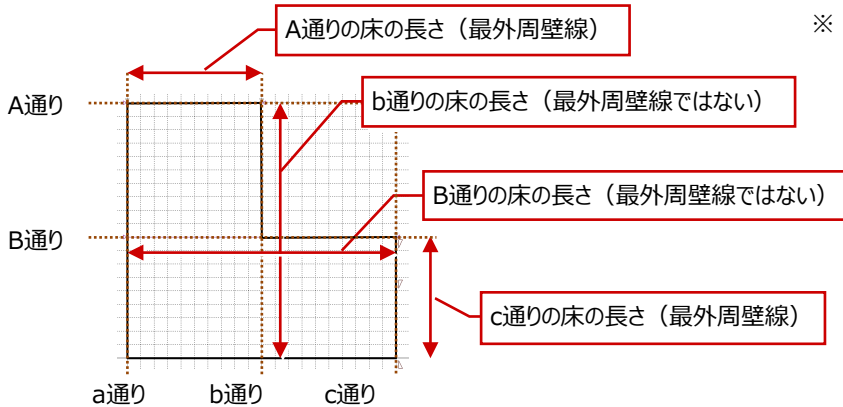 A通りの床の長さ（最外周壁線）
※
A通り
b通りの床の長さ（最外周壁線ではない）
B通りの床の長さ（最外周壁線ではない）
B通り
c通りの床の長さ（最外周壁線）
a通り
b通り
c通り